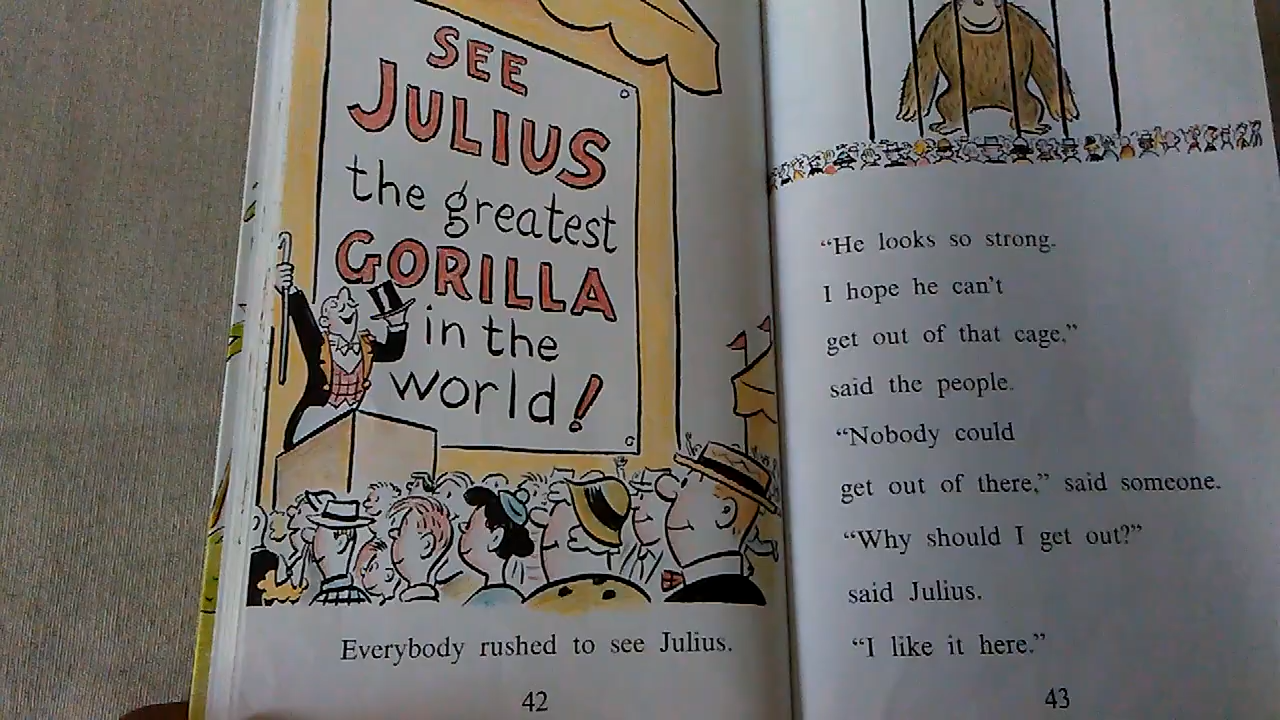 SEE
JULIUS
the greatest
GORILLA
in the
world!
Everybody rushed to see Julius.
42
"He looks so strong.
I hope he can't
get out of that cage,"
said the people.
"Nobody could
get out of there," said someone.
"Why should I get out?"
said Julius.
"I like it here."
43